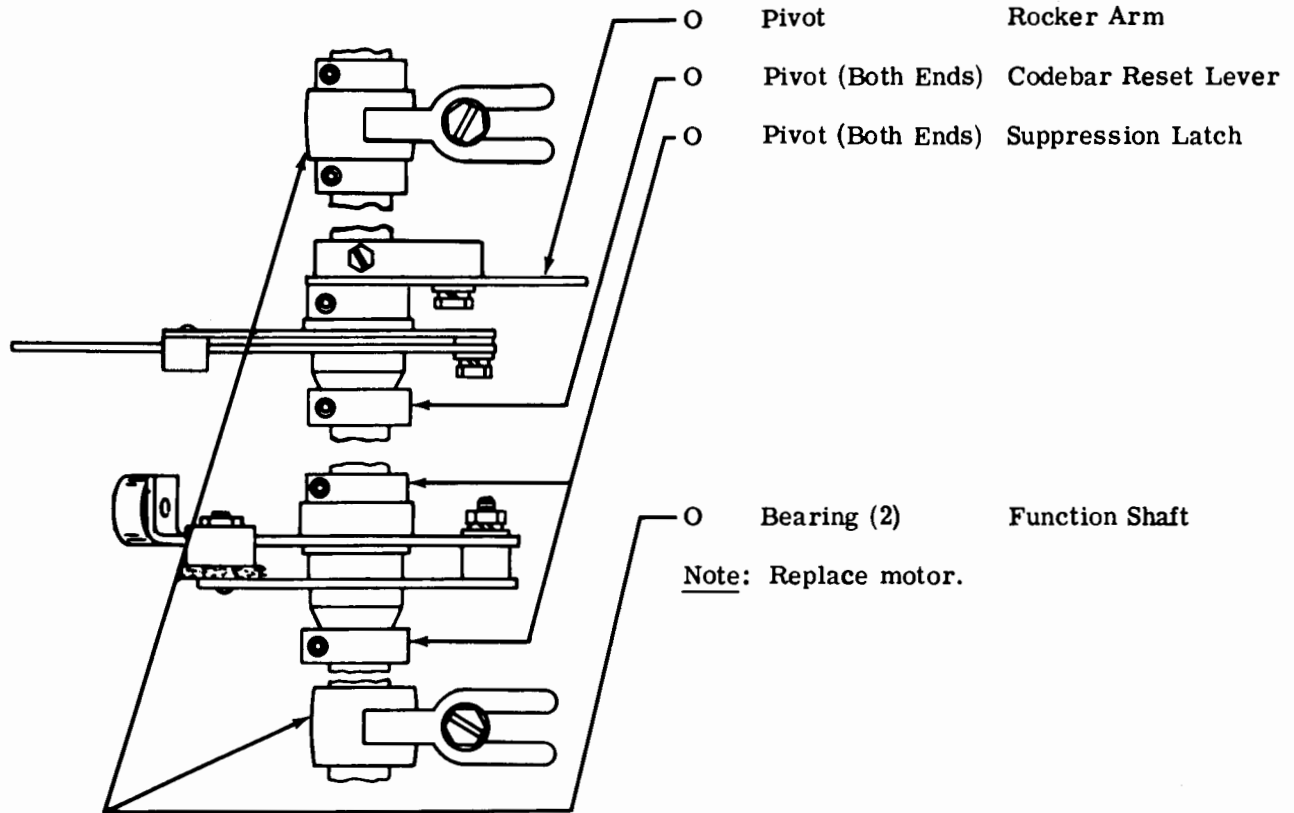 O Pivot Rocker Arm
O Pivot (Both Ends) Codebar Reset Lever
O Pivot (Both Ends) Suppression Latch
O Bearing (2) Function Shaft
Note: Replace motor.